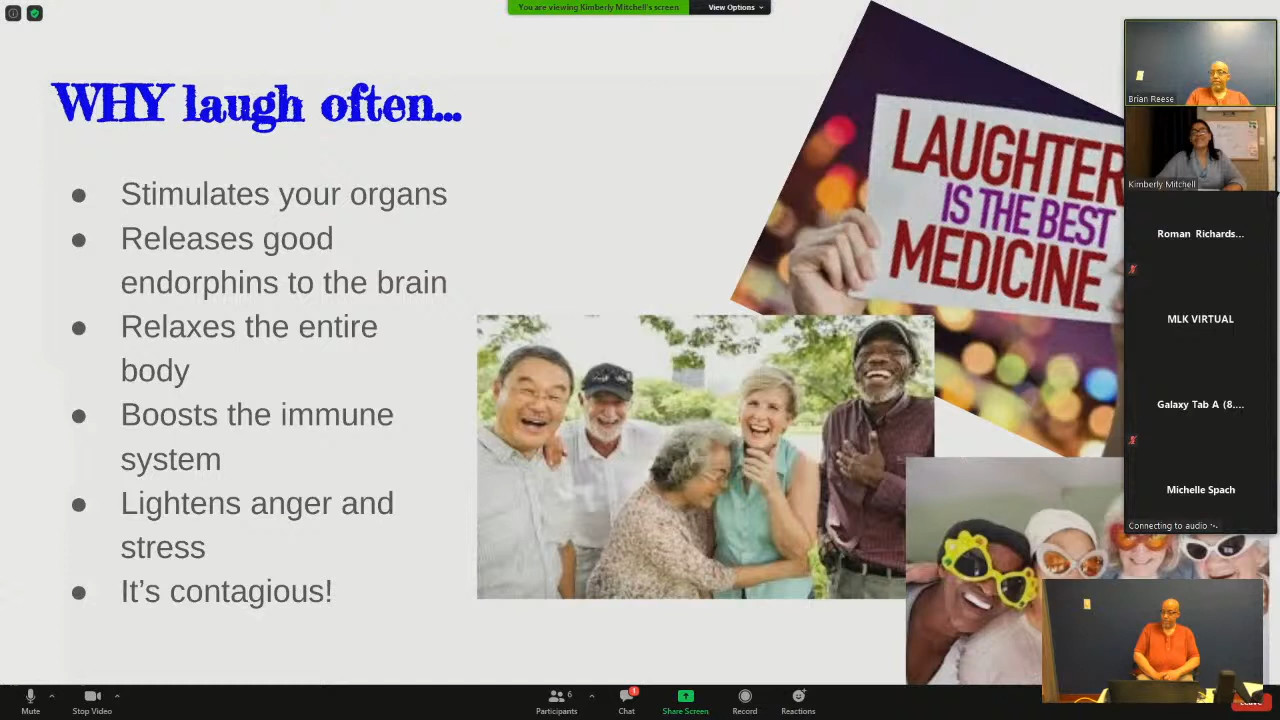 You are viewing Kimberly Mitchell's screen
View Options
WHY laugh often...
Stimulates your organs
Releases good
endorphins to the brain
Relaxes the entire
body
Boosts the immune
system
Lightens anger and
stress
It’s contagious!
LAUGHTER
IS THE BEST
MEDICINE
Brian Reese
Kimberly Mitchell
Roman Richards...
MLK VIRTUAL
Galaxy Tab A (8....
Michelle Spach
Connecting to audio
Mute
Stop Video
6
Participants
1
Chat
Share Screen
Record
Reactions